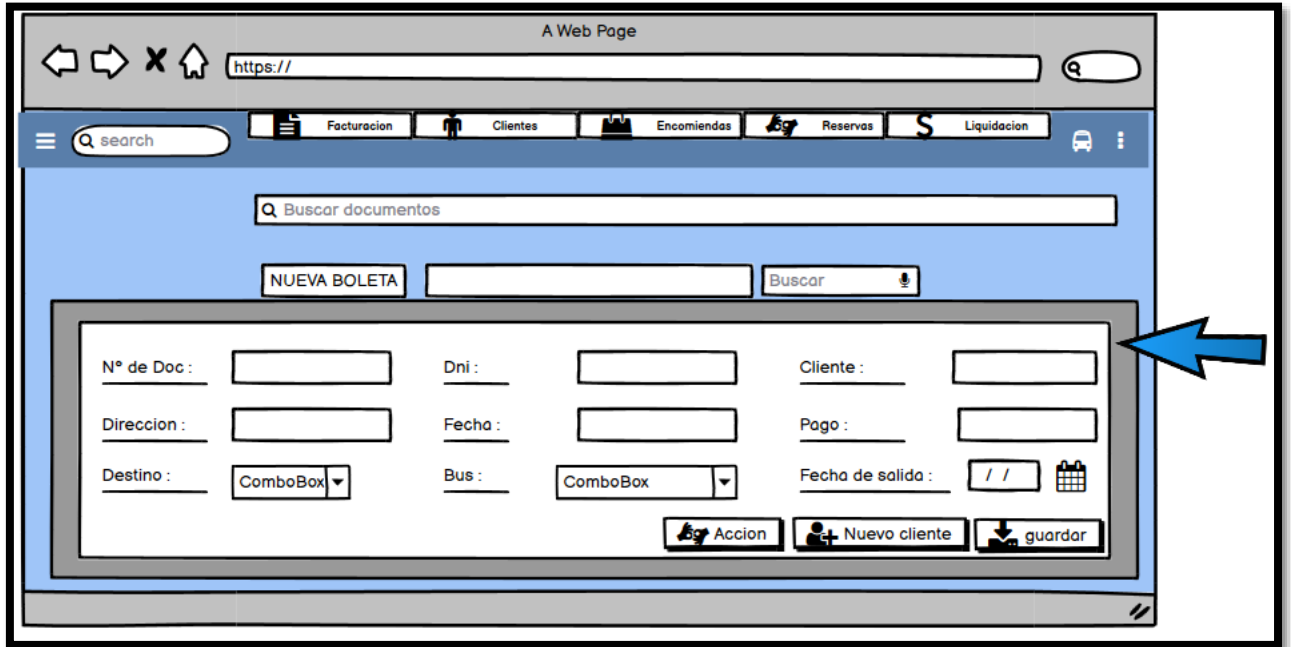 A Web Page
https://
search
Facturacion
Clientes
Encomiendas
Reservas
$ Liquidacion
Buscar documentos
NUEVA BOLETA
Buscar
N° de Doc :
Dni :
Cliente :
Direccion :
Fecha :
Pago :
Destino :
ComboBox
Bus :
ComboBox
Fecha de salida :
/ /
Accion
Nuevo cliente
guardar